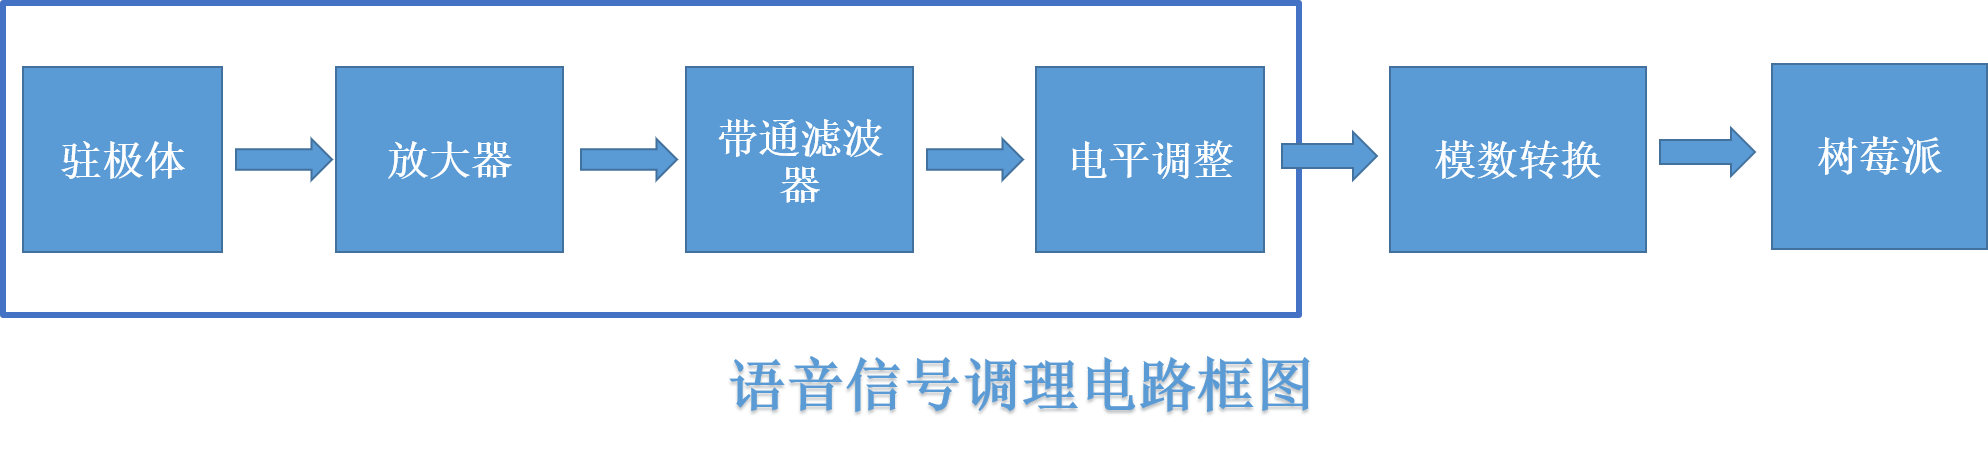 驻极体
放大器
带通滤波
器
电平调整
模数转换
树莓派
语音信号调理电路框图